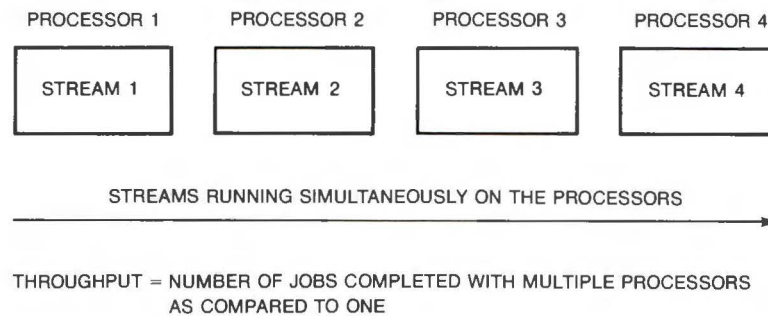 PROCESSOR 1 PROCESSOR 2 PROCESSOR 3 PROCESSOR 4
STREAM 1 STREAM 2 STREAM 3 STREAM 4
STREAMS RUNNING SIMULTANEOUSLY ON THE PROCESSORS
THROUGHPUT = NUMBER OF JOBS COMPLETED WITH MULTIPLE PROCESSORS
AS COMPARED TO ONE